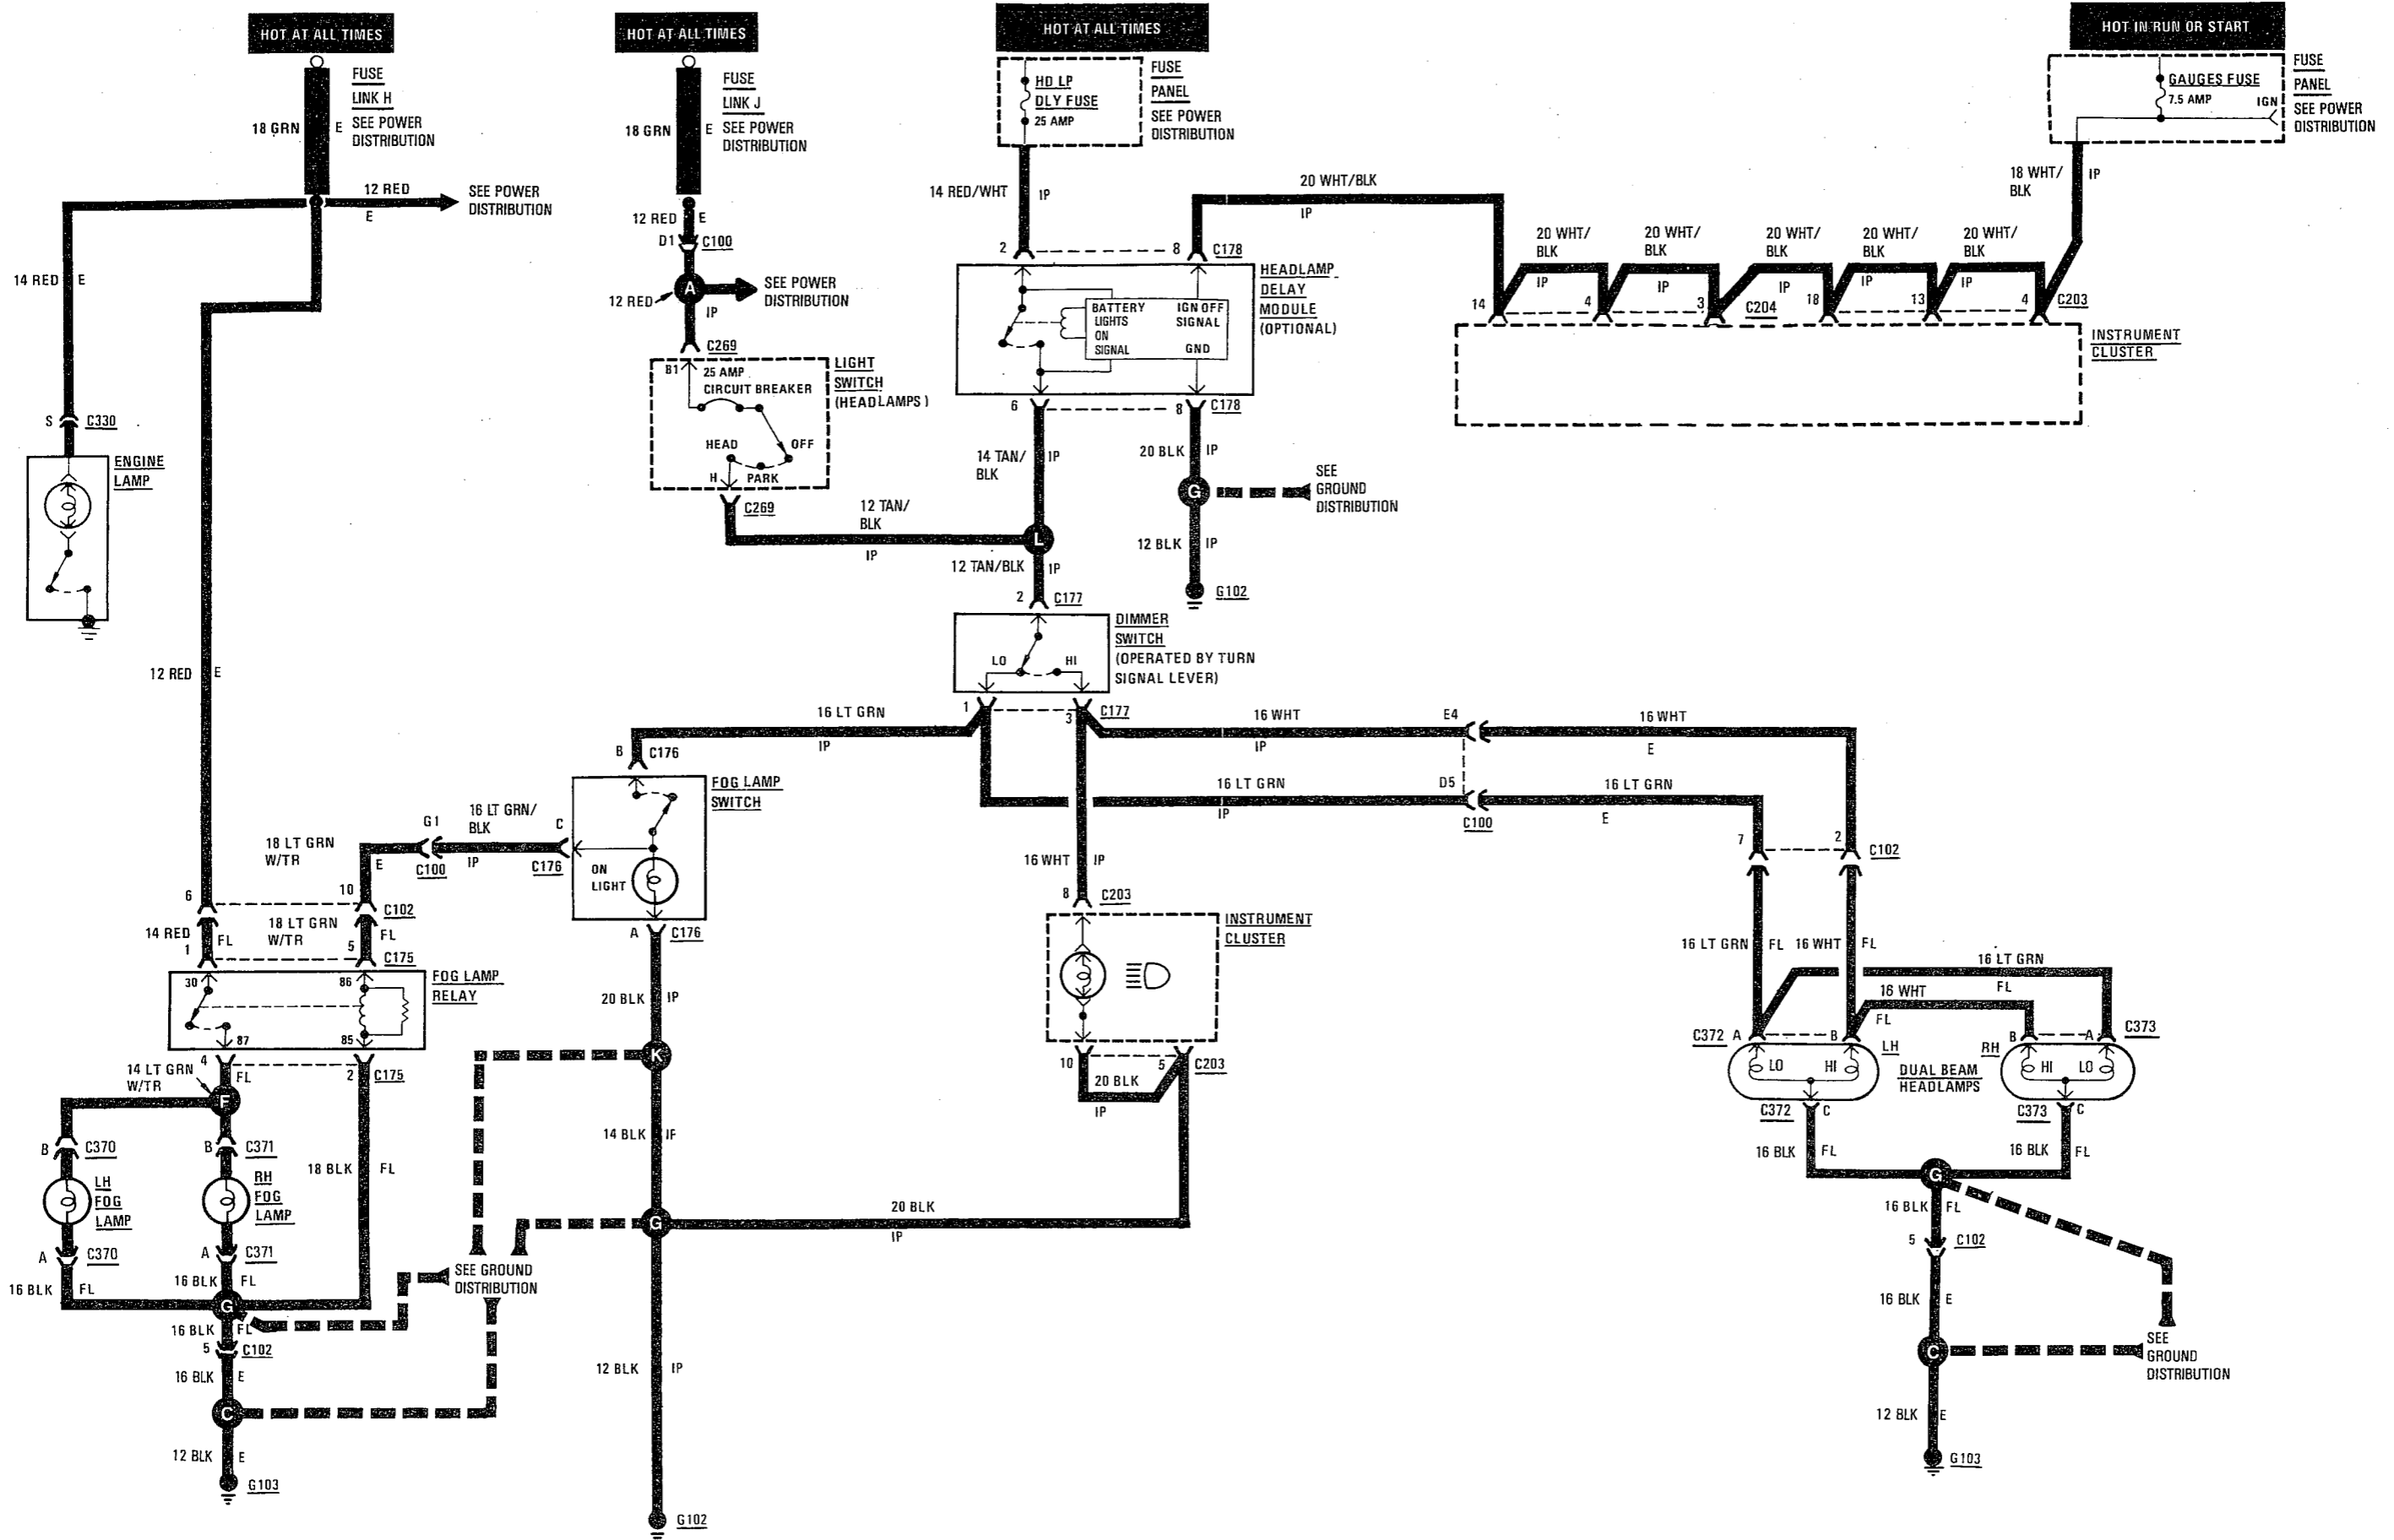 HOT AT ALL TIMES
HOT AT ALL TIMES
HOT AT ALL TIMES
HOT IN RUN OR START
FUSE
LINK H
SEE POWER
DISTRIBUTION
18 GRN
E
12 RED
E
SEE POWER
DISTRIBUTION
14 RED
E
S
C330
ENGINE
LAMP
12 RED
E
FUSE
LINK J
SEE POWER
DISTRIBUTION
18 GRN
E
12 RED
E
D1
C100
A
12 RED
SEE POWER
DISTRIBUTION
IP
C269
B1
25 AMP
CIRCUIT BREAKER
LIGHT
SWITCH
(HEADLAMPS)
HEAD
OFF
H
PARK
C269
12 TAN/
BLK
IP
HD LP
DLY FUSE
25 AMP
FUSE
PANEL
SEE POWER
DISTRIBUTION
14 RED/WHT
IP
2
8
C178
20 WHT/BLK
IP
HEADLAMP
DELAY
MODULE
(OPTIONAL)
BATTERY
LIGHTS
ON
SIGNAL
IGN OFF
SIGNAL
GND
6
8
C178
14 TAN/
BLK
IP
20 BLK
IP
G
SEE
GROUND
DISTRIBUTION
12 BLK
IP
G102
L
12 TAN/BLK
IP
2
C177
GAUGES FUSE
7.5 AMP
IGN
FUSE
PANEL
SEE POWER
DISTRIBUTION
18 WHT/
BLK
IP
20 WHT/
BLK
IP
20 WHT/
BLK
IP
20 WHT/
BLK
IP
20 WHT/
BLK
IP
20 WHT/
BLK
IP
14
4
3
C204
18
13
4
C203
INSTRUMENT
CLUSTER
DIMMER
SWITCH
(OPERATED BY TURN
SIGNAL LEVER)
LO
HI
1
3
C177
16 LT GRN
IP
B
C176
FOG LAMP
SWITCH
ON
LIGHT
C
C176
16 LT GRN/
BLK
IP
G1
C100
18 LT GRN
W/TR
E
6
10
C102
14 RED
FL
18 LT GRN
W/TR
FL
1
5
C175
FOG LAMP
RELAY
30
86
87
85
4
2
C175
14 LT GRN
W/TR
FL
F
B
C370
B
C371
LH
FOG
LAMP
RH
FOG
LAMP
18 BLK
FL
A
C370
A
C371
16 BLK
FL
16 BLK
FL
G
16 BLK
FL
5
C102
16 BLK
E
C
12 BLK
E
G103
A
C176
20 BLK
IP
K
14 BLK
G
SEE GROUND
DISTRIBUTION
12 BLK
IP
G102
20 BLK
IP
16 WHT
IP
E4
16 WHT
E
16 LT GRN
IP
D5
C100
16 LT GRN
E
16 WHT
IP
8
C203
INSTRUMENT
CLUSTER
10
5
C203
20 BLK
IP
7
2
C102
16 LT GRN
FL
16 WHT
FL
16 LT GRN
FL
16 WHT
FL
C372
A
B
LH
RH
B
A
C373
LO
HI
DUAL BEAM
HEADLAMPS
HI
LO
C372
C
C373
C
16 BLK
FL
16 BLK
FL
G
16 BLK
FL
5
C102
16 BLK
E
C
SEE
GROUND
DISTRIBUTION
12 BLK
E
G103